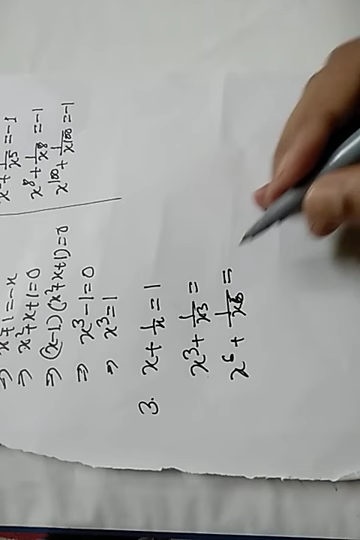 x⁵ + 1/x⁵ = -1
x⁸ + 1/x⁸ = -1
x¹⁰⁰ + 1/x¹⁰⁰ = -1
⇒ x²+1 = -x
⇒ x²+x+1=0
⇒ (x-1)(x²+x+1)=0
⇒ x³-1=0
⇒ x³=1
3. x + 1/x = 1
x³ + 1/x³ =
x⁶ + 1/x⁶ =